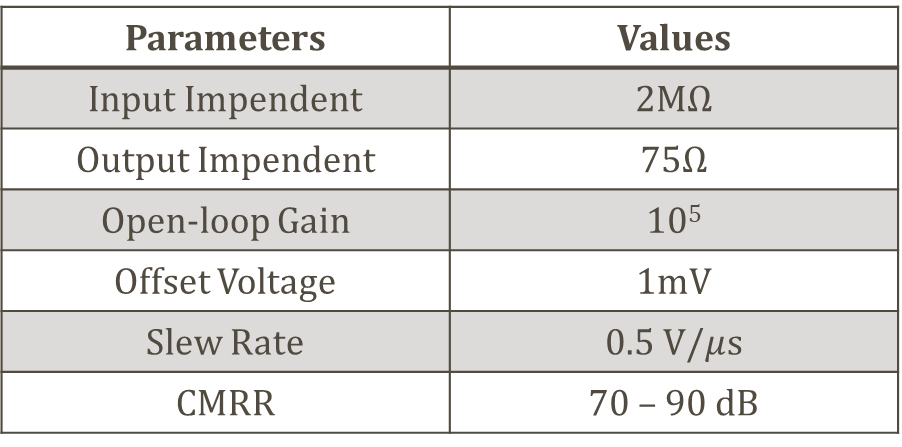 Parameters Values
Input Impendent 2MΩ
Output Impendent 75Ω
Open-loop Gain 10⁵
Offset Voltage 1mV
Slew Rate 0.5 V/μs
CMRR 70 – 90 dB